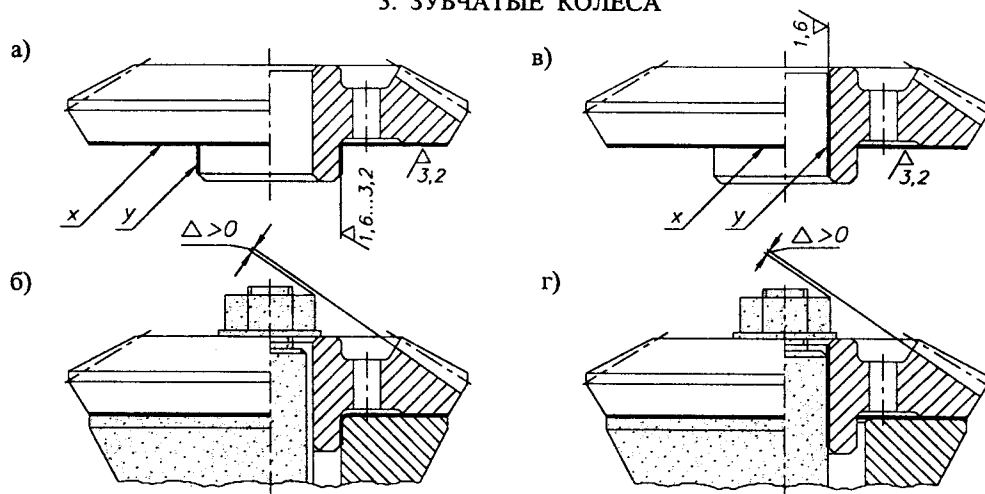 3. ЗУБЧАТЫЕ КОЛЕСА
а)
в)
1,6
3,2
3,2
x
y
1,6...3,2
x
y
△>0
△>0
б)
г)